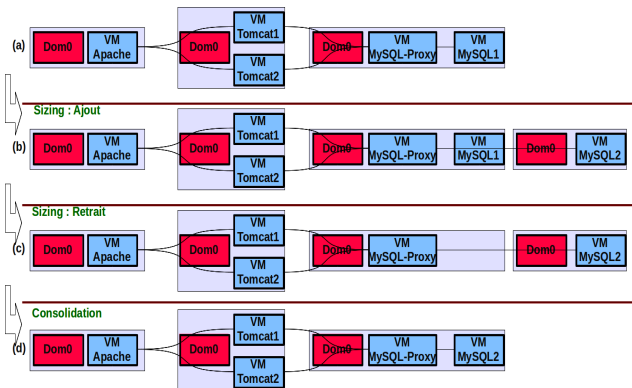 VM
Tomcat1
(a)
Dom0
VM
Apache
Dom0
Dom0
VM
MySQL-Proxy
VM
MySQL1
VM
Tomcat2
Sizing : Ajout
VM
Tomcat1
(b)
Dom0
VM
Apache
Dom0
Dom0
VM
MySQL-Proxy
VM
MySQL1
Dom0
VM
MySQL2
VM
Tomcat2
Sizing : Retrait
VM
Tomcat1
(c)
Dom0
VM
Apache
Dom0
Dom0
VM
MySQL-Proxy
Dom0
VM
MySQL2
VM
Tomcat2
Consolidation
VM
Tomcat1
(d)
Dom0
VM
Apache
Dom0
Dom0
VM
MySQL-Proxy
VM
MySQL2
VM
Tomcat2